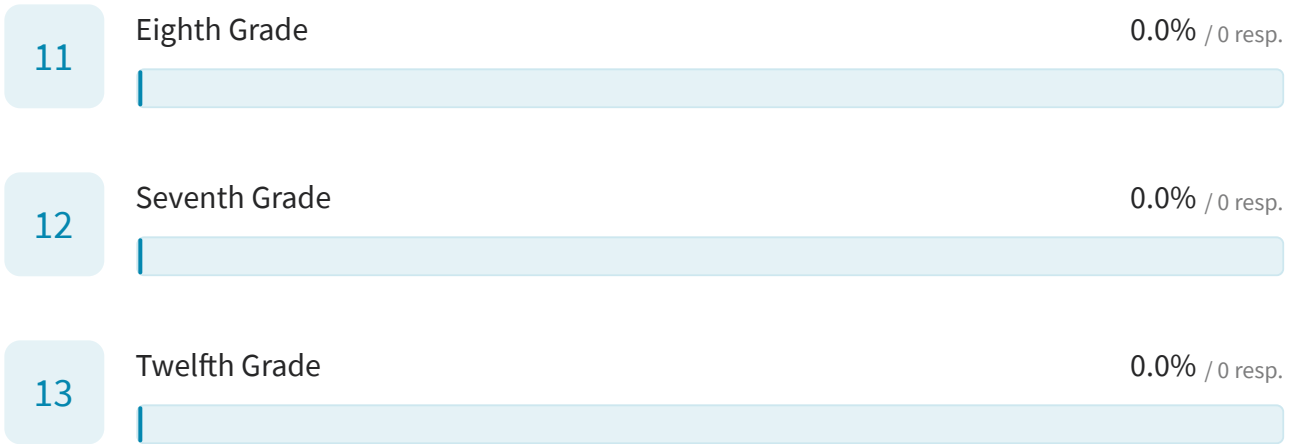 11 Eighth Grade 0.0% / 0 resp.
12 Seventh Grade 0.0% / 0 resp.
13 Twelfth Grade 0.0% / 0 resp.